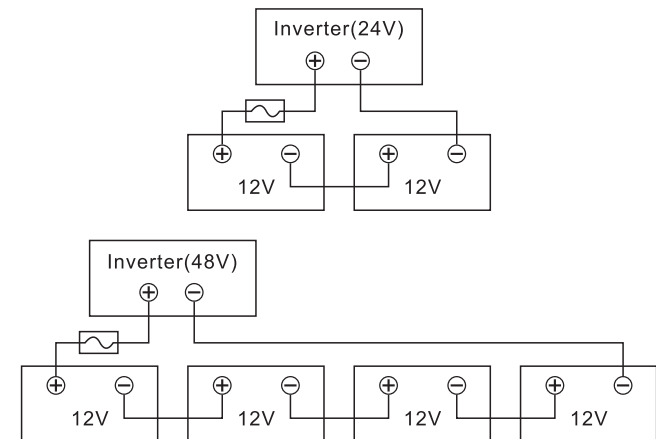 Inverter(24V)
+ −
+ − + −
12V 12V
Inverter(48V)
+ −
+ − + − + − + −
12V 12V 12V 12V